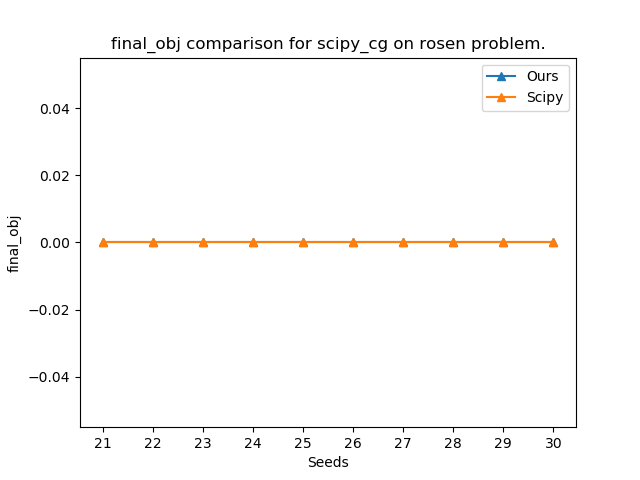 final_obj comparison for scipy_cg on rosen problem.
Ours
Scipy
0.04
0.02
0.00
−0.02
−0.04
final_obj
21 22 23 24 25 26 27 28 29 30
Seeds